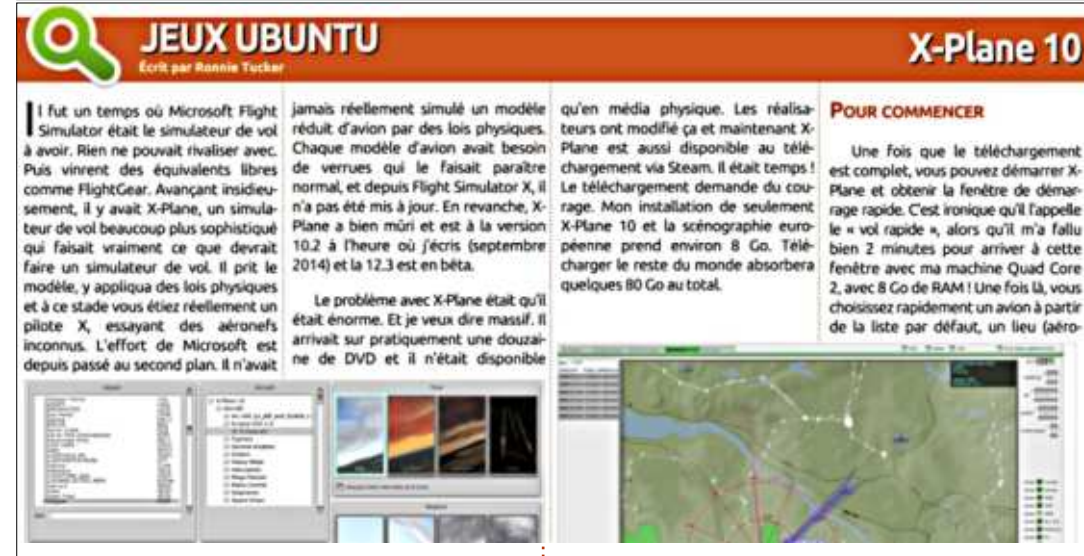 JEUX UBUNTU
Écrit par Ronnie Tucker
X-Plane 10
Il fut un temps où Microsoft Flight
Simulator était le simulateur de vol
à avoir. Rien ne pouvait rivaliser avec.
Puis vinrent des équivalents libres
comme FlightGear. Avançant insidieu-
sement, il y avait X-Plane, un simula-
teur de vol beaucoup plus sophistiqué
qui faisait vraiment ce que devrait
faire un simulateur de vol. Il prit le
modèle, y appliqua des lois physiques
et à ce stade vous étiez réellement un
pilote X, essayant des aéronefs
inconnus. L'effort de Microsoft est
depuis passé au second plan. Il n'avait
jamais réellement simulé un modèle
réduit d'avion par des lois physiques.
Chaque modèle d'avion avait besoin
de verrues qui le faisait paraître
normal, et depuis Flight Simulator X, il
n'a pas été mis à jour. En revanche, X-
Plane a bien mûri et est à la version
10.2 à l'heure où j'écris (septembre
2014) et la 12.3 est en bêta.
Le problème avec X-Plane était qu'il
était énorme. Et je veux dire massif. Il
arrivait sur pratiquement une douzai-
ne de DVD et il n'était disponible
qu'en média physique. Les réalisa-
teurs ont modifié ça et maintenant X-
Plane est aussi disponible au télé-
chargement via Steam. Il était temps !
Le téléchargement demande du cou-
rage. Mon installation de seulement
X-Plane 10 et la scénographie euro-
péenne prend environ 8 Go. Télé-
charger le reste du monde absorbera
quelques 80 Go au total.
POUR COMMENCER
Une fois que le téléchargement
est complet, vous pouvez démarrer X-
Plane et obtenir la fenêtre de démar-
rage rapide. C'est ironique qu'il l'appelle
le « vol rapide », alors qu'il m'a fallu
bien 2 minutes pour arriver à cette
fenêtre avec ma machine Quad Core
2, avec 8 Go de RAM ! Une fois là, vous
choisissez rapidement un avion à partir
de la liste par défaut, un lieu (aéro-